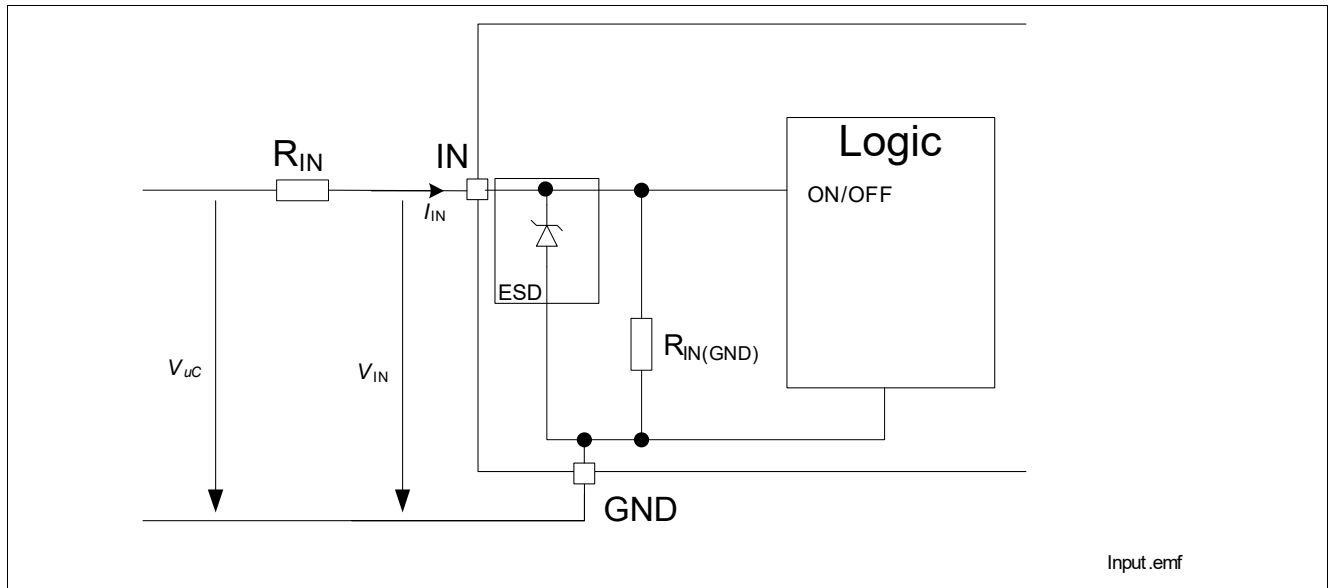 Logic
R_IN
IN
ON/OFF
I_IN
ESD
R_IN(GND)
V_uC
V_IN
GND
Input.emf